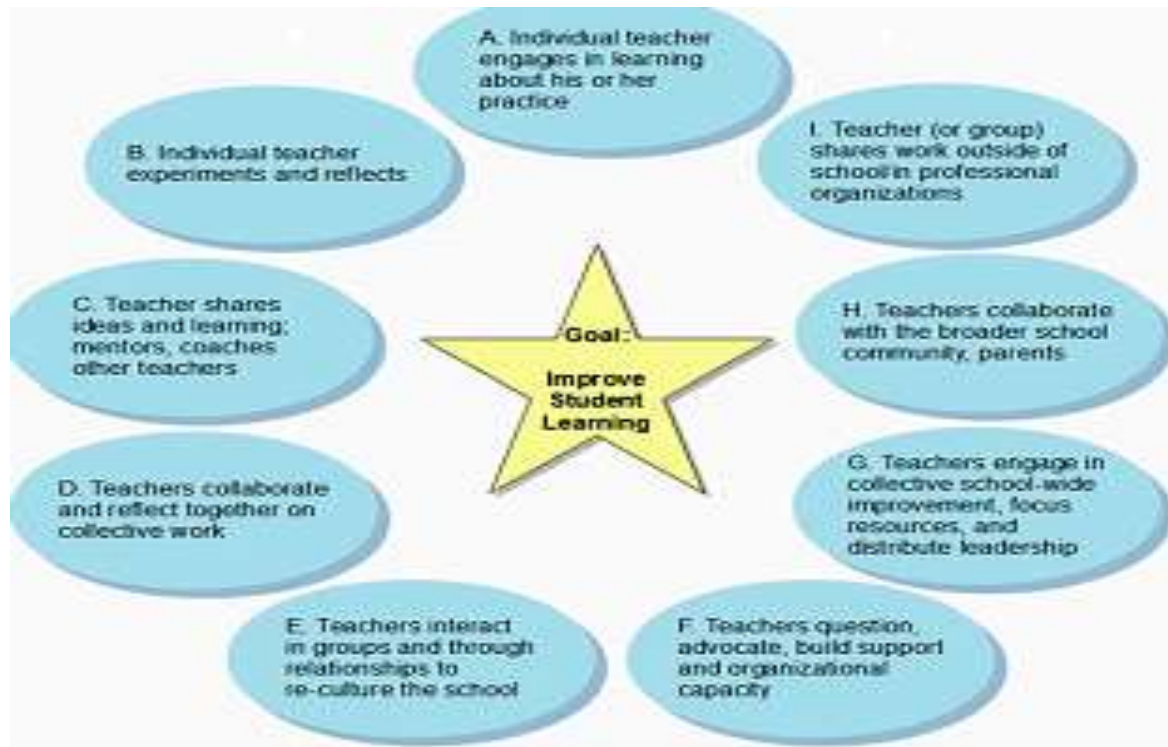 A. Individual teacher
engages in learning
about his or her
practice
B. Individual teacher
experiments and reflects
C. Teacher shares
ideas and learning;
mentors, coaches
other teachers
D. Teachers collaborate
and reflect together on
collective work
E. Teachers interact
in groups and through
relationships to
re-culture the school
F. Teachers question,
advocate, build support
and organizational
capacity
G. Teachers engage in
collective school-wide
improvement, focus
resources, and
distribute leadership
H. Teachers collaborate
with the broader school
community, parents
I. Teacher (or group)
shares work outside of
school/in professional
organizations
Goal:
Improve
Student
Learning